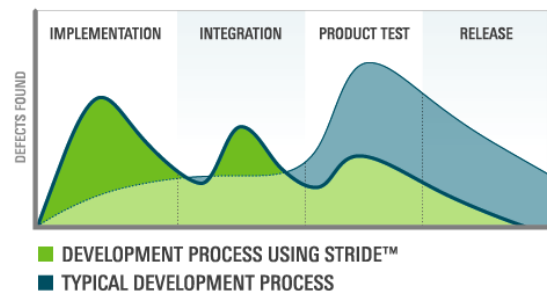 IMPLEMENTATION INTEGRATION PRODUCT TEST RELEASE
DEFECTS FOUND
DEVELOPMENT PROCESS USING STRIDE™
TYPICAL DEVELOPMENT PROCESS